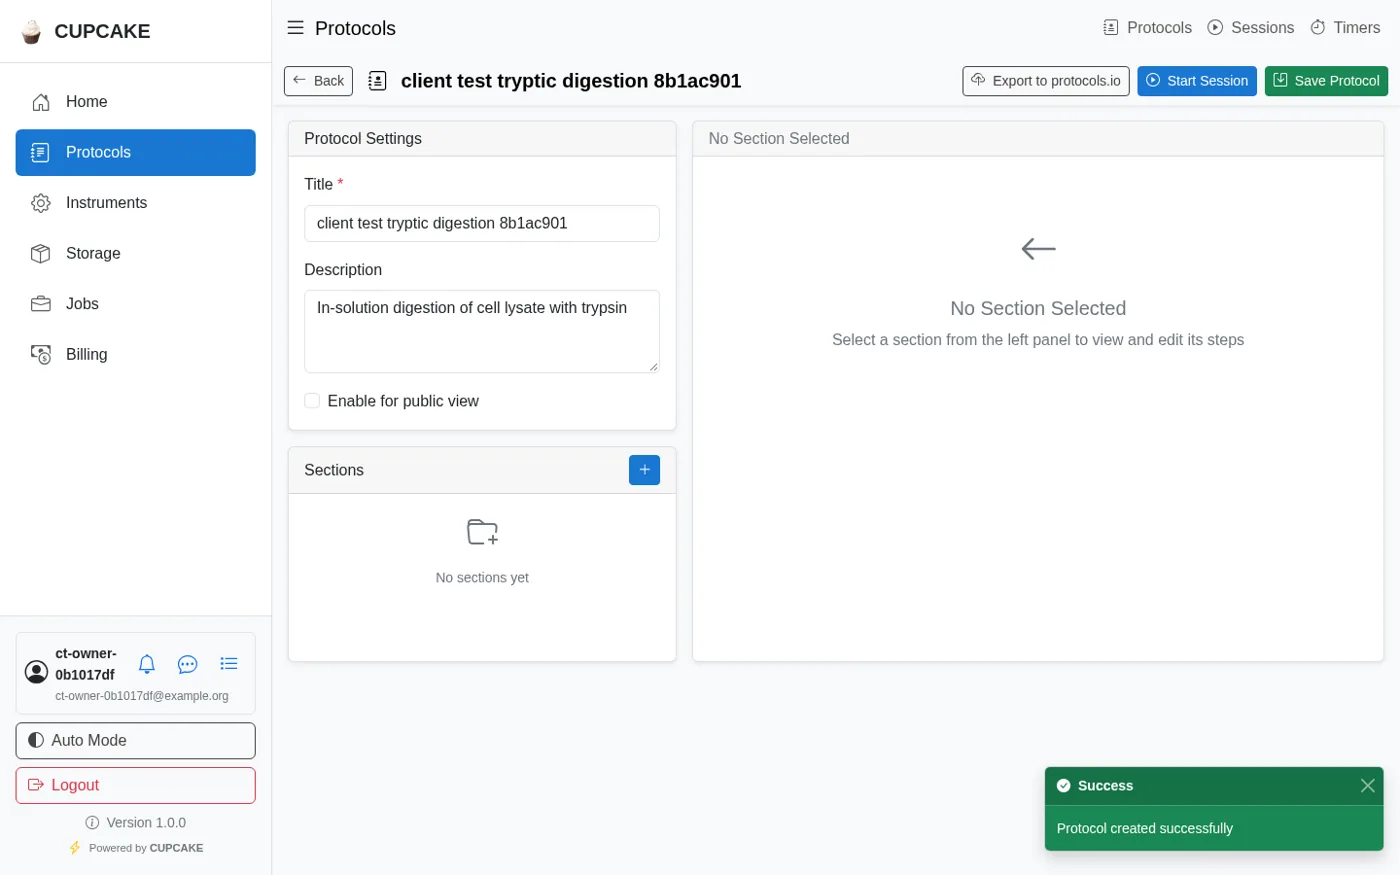 CUPCAKE
Home
Protocols
Instruments
Storage
Jobs
Billing
ct-owner-
0b1017df
ct-owner-0b1017df@example.org
Auto Mode
Logout
Version 1.0.0
Powered by CUPCAKE
Protocols
Protocols
Sessions
Timers
Back
client test tryptic digestion 8b1ac901
Export to protocols.io
Start Session
Save Protocol
Protocol Settings
Title *
client test tryptic digestion 8b1ac901
Description
In-solution digestion of cell lysate with trypsin
Enable for public view
Sections
No sections yet
No Section Selected
No Section Selected
Select a section from the left panel to view and edit its steps
Success
Protocol created successfully